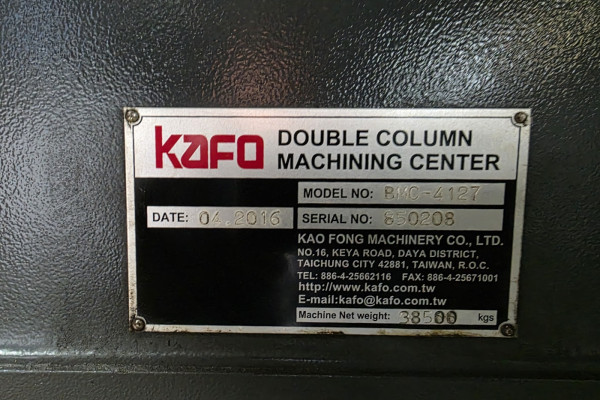 KAFO
DOUBLE COLUMN
MACHINING CENTER
MODEL NO: BMC-4127
DATE: 04.2016
SERIAL NO: 850208
KAO FONG MACHINERY CO., LTD.
NO.16, KEYA ROAD, DAYA DISTRICT,
TAICHUNG CITY 42881, TAIWAN, R.O.C.
TEL: 886-4-25662116 FAX: 886-4-25671001
http://www.kafo.com.tw
E-mail:kafo@kafo.com.tw
Machine Net weight: 38500 kgs